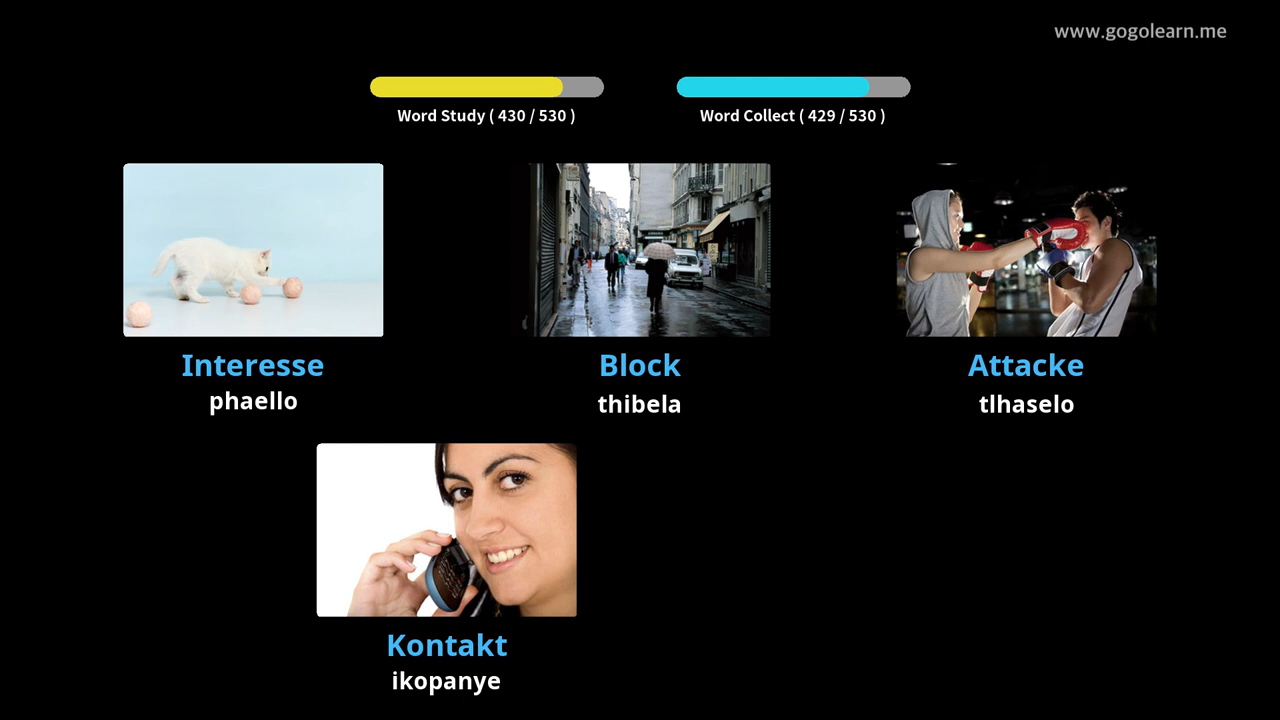 www.gogolearn.me
Word Study ( 430 / 530 )
Word Collect ( 429 / 530 )
Interesse
phaello
Block
thibela
Attacke
tlhaselo
Kontakt
ikopanye